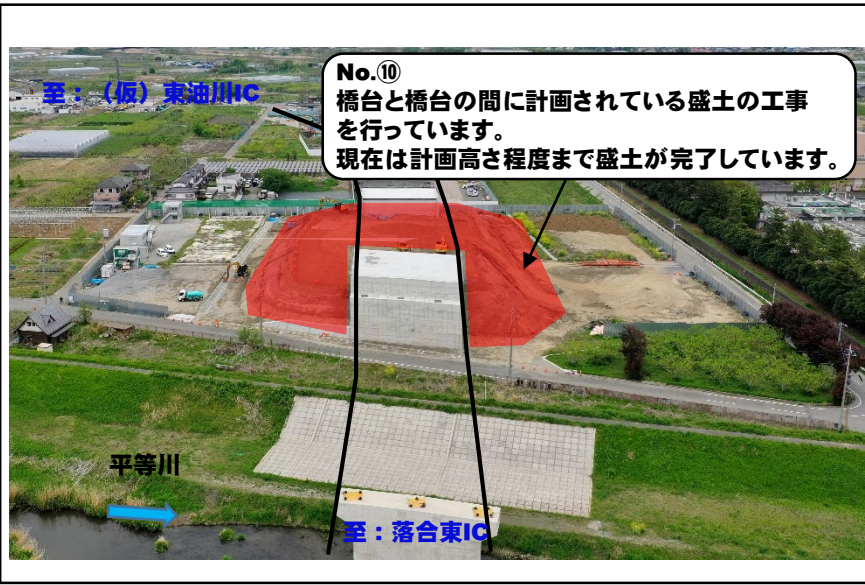 No.⑩
橋台と橋台の間に計画されている盛土の工事
を行っています。
現在は計画高さ程度まで盛土が完了しています。
至：（仮）東油川IC
平等川
至：落合東IC